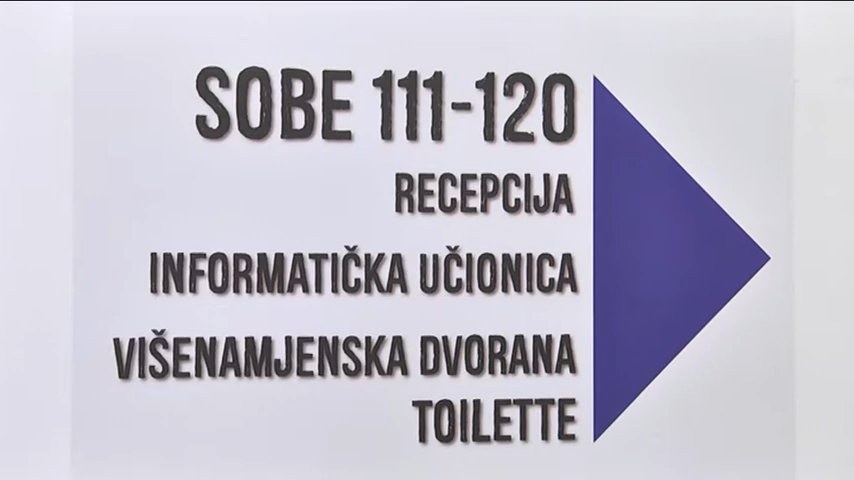 SOBE 111-120
RECEPCIJA
INFORMATIČKA UČIONICA
VIŠENAMJENSKA DVORANA
TOILETTE